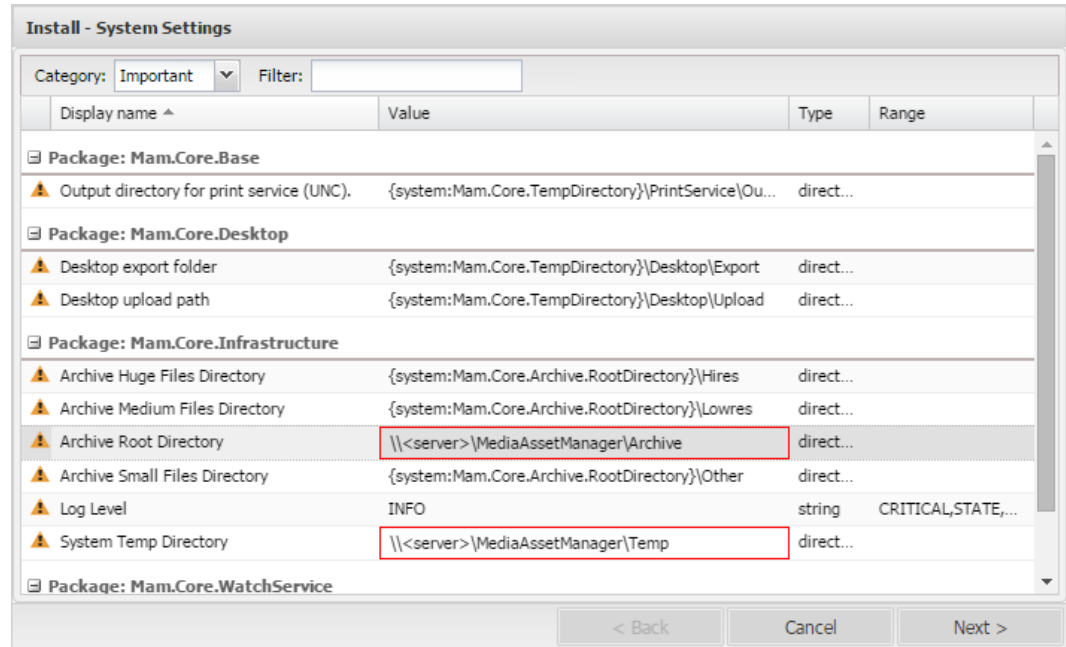 Install - System Settings
Category: Important Filter:
Display name Value Type Range
Package: Mam.Core.Base
Output directory for print service (UNC). {system:Mam.Core.TempDirectory}\PrintService\Ou... direct...
Package: Mam.Core.Desktop
Desktop export folder {system:Mam.Core.TempDirectory}\Desktop\Export direct...
Desktop upload path {system:Mam.Core.TempDirectory}\Desktop\Upload direct...
Package: Mam.Core.Infrastructure
Archive Huge Files Directory {system:Mam.Core.Archive.RootDirectory}\Hires direct...
Archive Medium Files Directory {system:Mam.Core.Archive.RootDirectory}\Lowres direct...
Archive Root Directory \\<server>\MediaAssetManager\Archive direct...
Archive Small Files Directory {system:Mam.Core.Archive.RootDirectory}\Other direct...
Log Level INFO string CRITICAL,STATE,...
System Temp Directory \\<server>\MediaAssetManager\Temp direct...
Package: Mam.Core.WatchService
< Back Cancel Next >